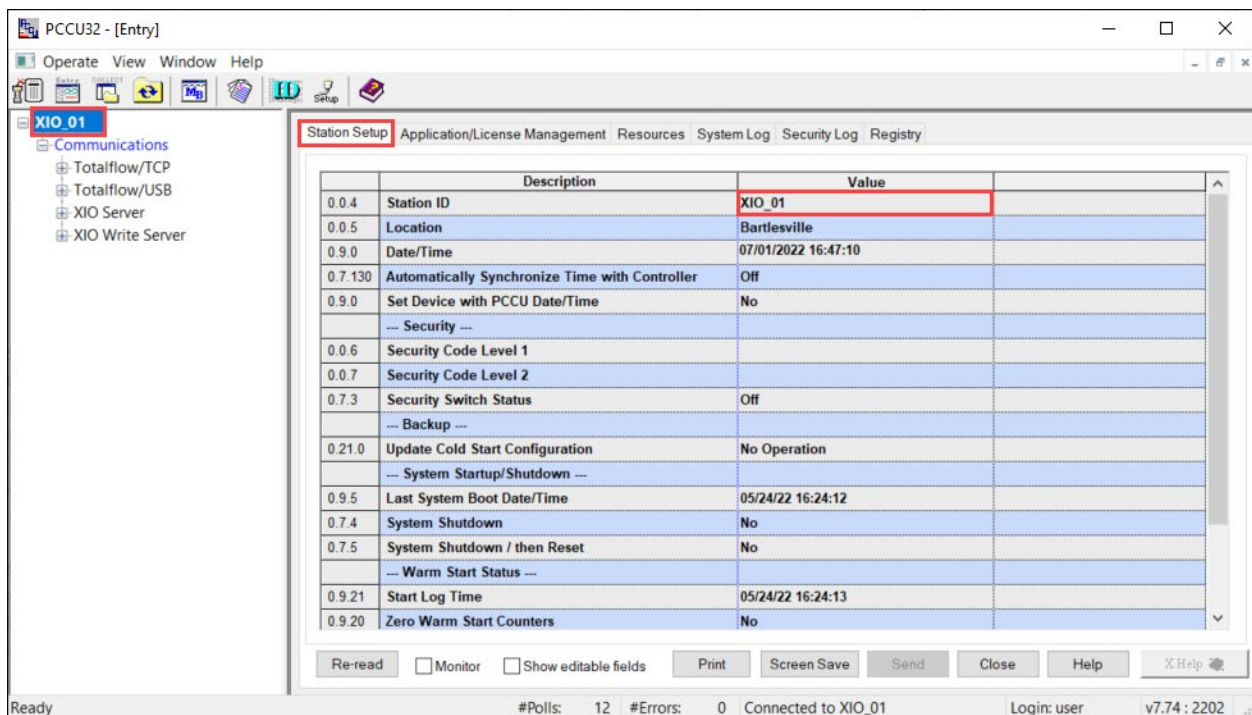 PCCU32 - [Entry]
Operate View Window Help
Entry COLLECT MB ID Setup
XIO_01
Communications
Totalflow/TCP
Totalflow/USB
XIO Server
XIO Write Server
Station Setup Application/License Management Resources System Log Security Log Registry
Description Value
0.0.4 Station ID XIO_01
0.0.5 Location Bartlesville
0.9.0 Date/Time 07/01/2022 16:47:10
0.7.130 Automatically Synchronize Time with Controller Off
0.9.0 Set Device with PCCU Date/Time No
--- Security ---
0.0.6 Security Code Level 1
0.0.7 Security Code Level 2
0.7.3 Security Switch Status Off
--- Backup ---
0.21.0 Update Cold Start Configuration No Operation
--- System Startup/Shutdown ---
0.9.5 Last System Boot Date/Time 05/24/22 16:24:12
0.7.4 System Shutdown No
0.7.5 System Shutdown / then Reset No
--- Warm Start Status ---
0.9.21 Start Log Time 05/24/22 16:24:13
0.9.20 Zero Warm Start Counters No
Re-read Monitor Show editable fields Print Screen Save Send Close Help X Help
Ready #Polls: 12 #Errors: 0 Connected to XIO_01 Login: user v7.74 : 2202